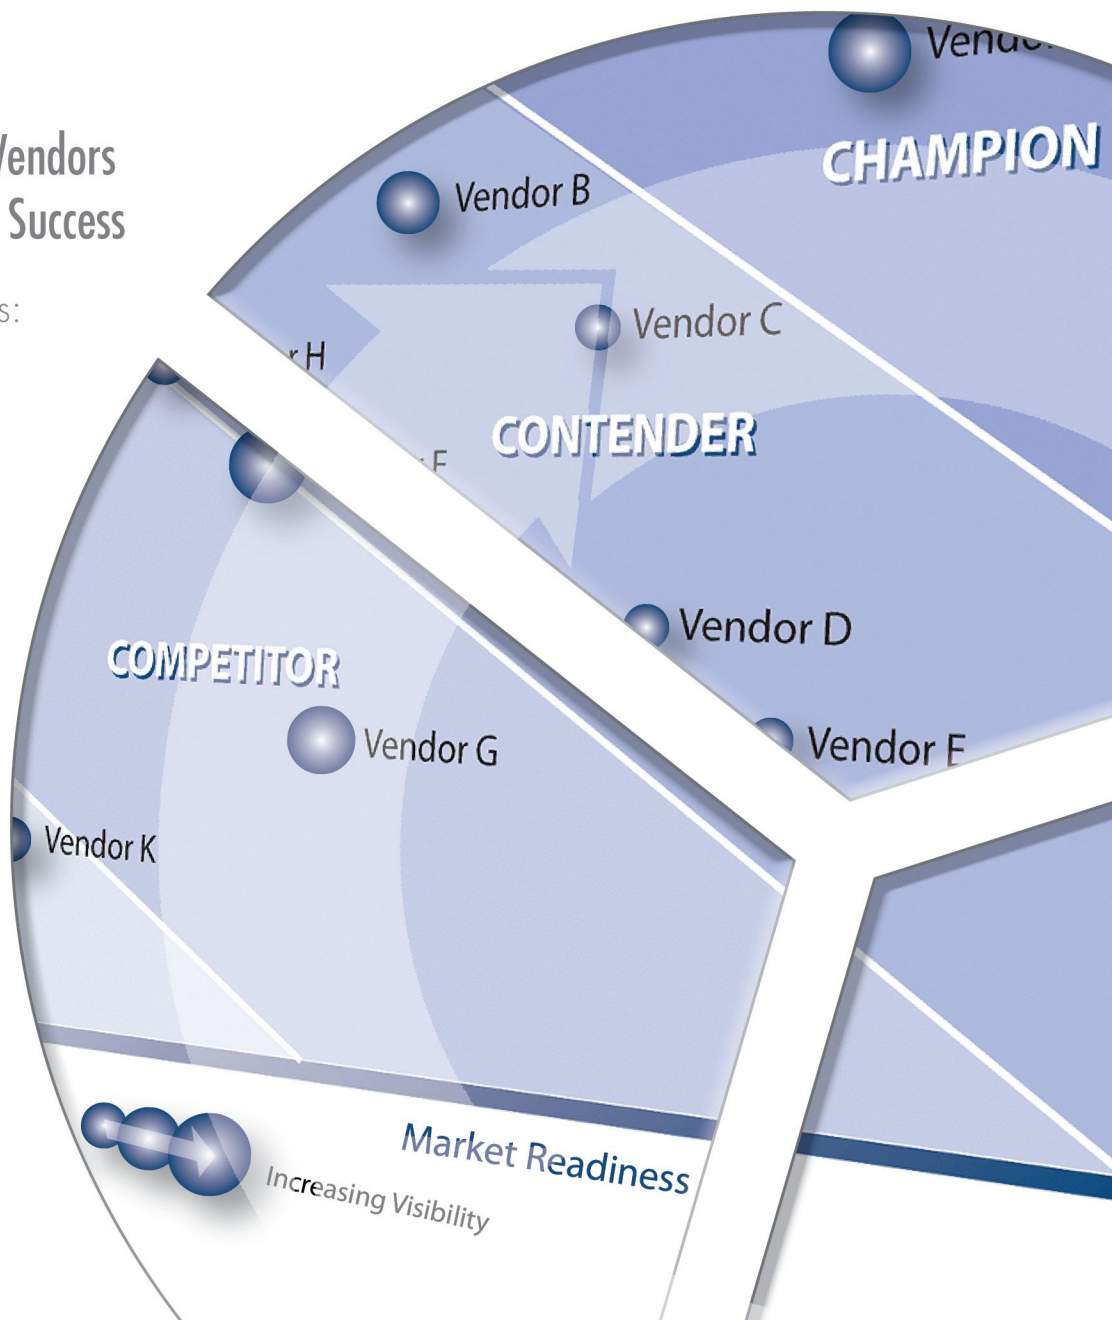 Vendors
Success
CHAMPION
Vendor B
Vendor C
H
CONTENDER
Vendor D
Vendor E
COMPETITOR
Vendor G
Vendor K
Market Readiness
Increasing Visibility